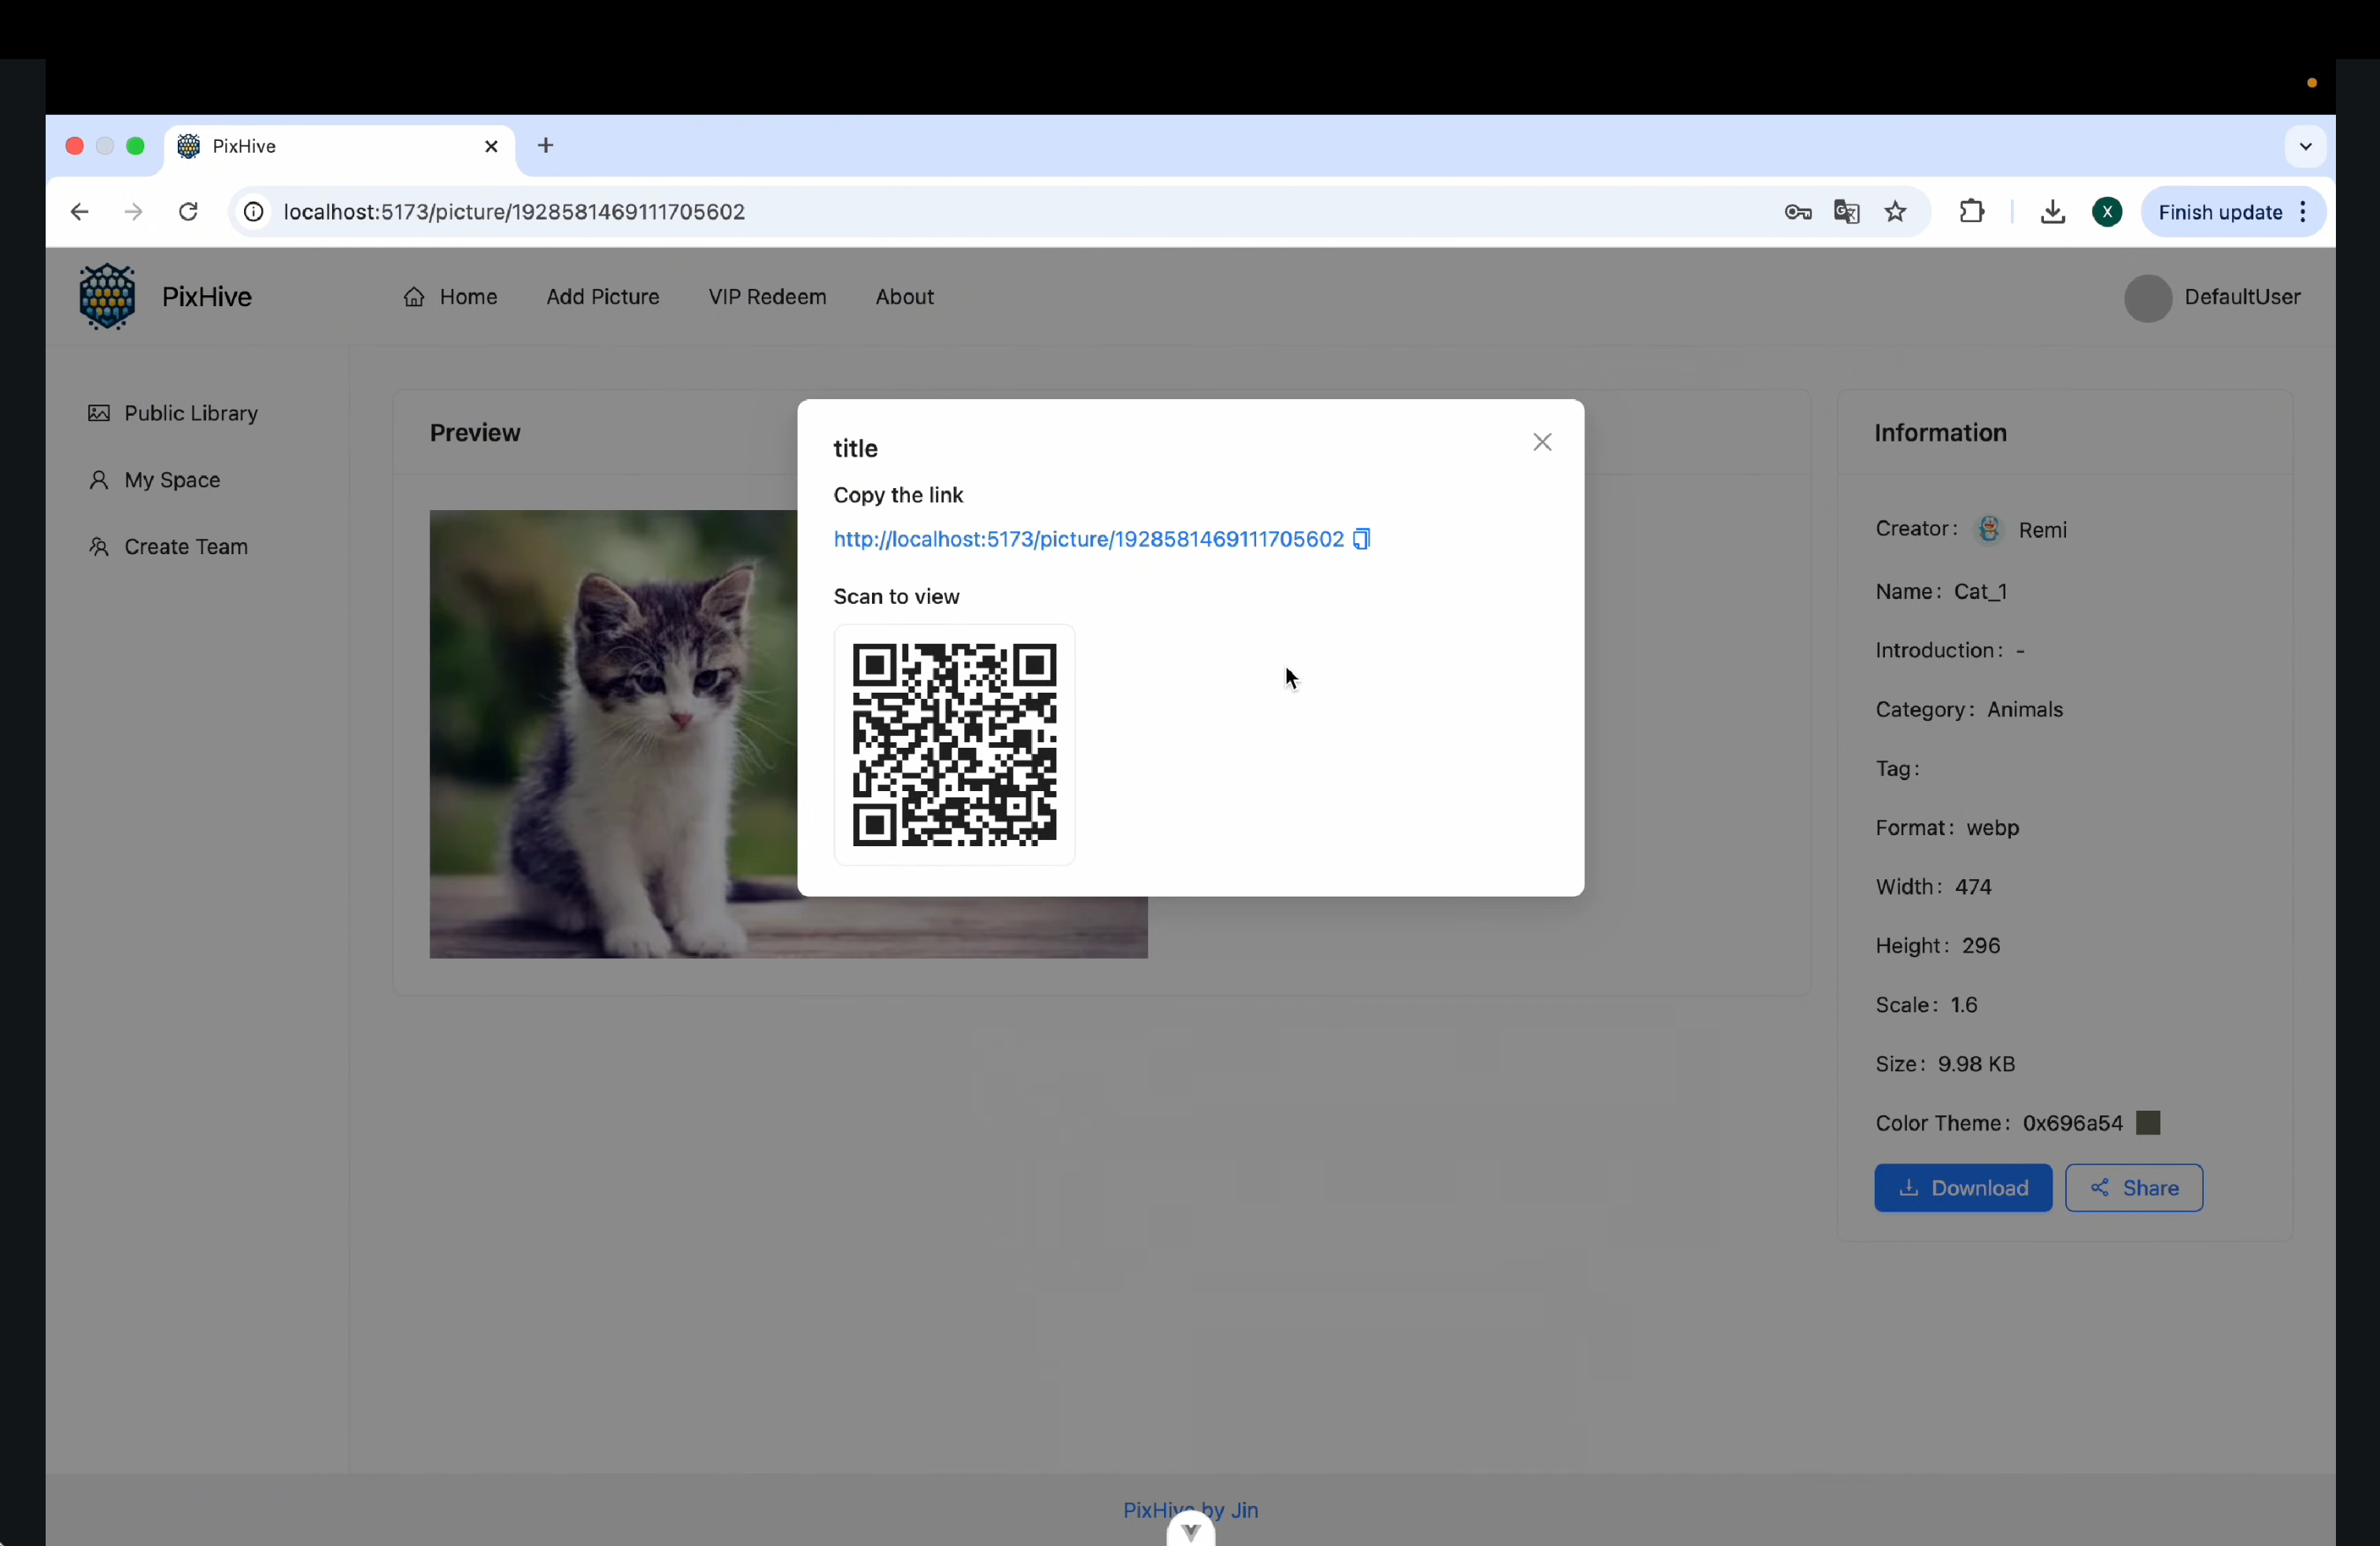 PixHive
localhost:5173/picture/1928581469111705602
X
Finish update
PixHive
Home
Add Picture
VIP Redeem
About
DefaultUser
Public Library
My Space
Create Team
Preview
title
Copy the link
http://localhost:5173/picture/1928581469111705602
Scan to view
Information
Creator: Remi
Name: Cat_1
Introduction: -
Category: Animals
Tag:
Format: webp
Width: 474
Height: 296
Scale: 1.6
Size: 9.98 KB
Color Theme: 0x696a54
Download
Share
PixHive by Jin